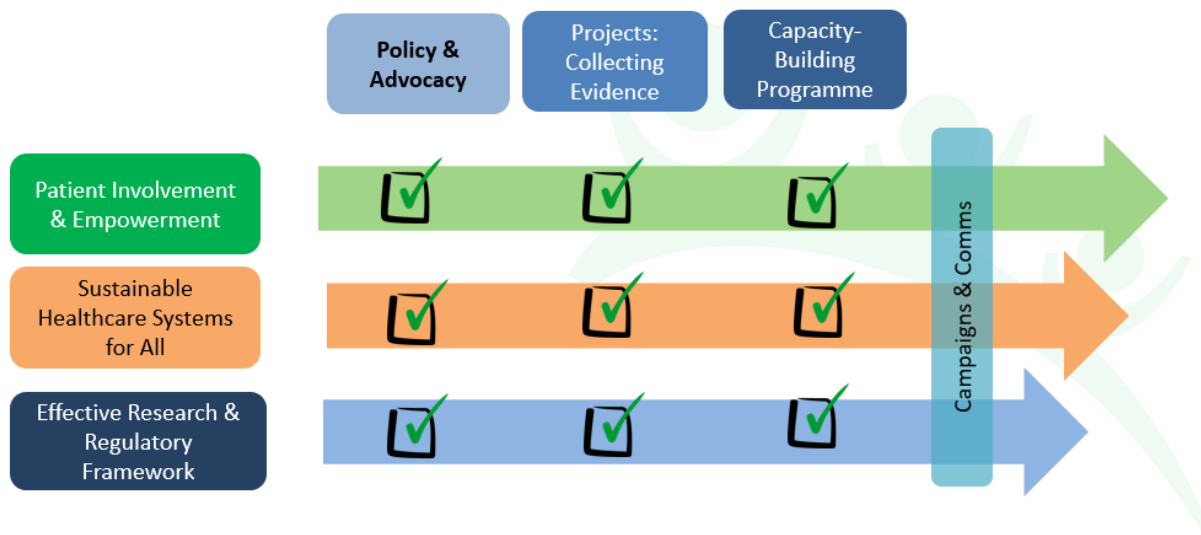 Policy &
Advocacy
Projects:
Collecting
Evidence
Capacity-
Building
Programme
Patient Involvement
& Empowerment
Sustainable
Healthcare Systems
for All
Effective Research &
Regulatory
Framework
Campaigns & Comms